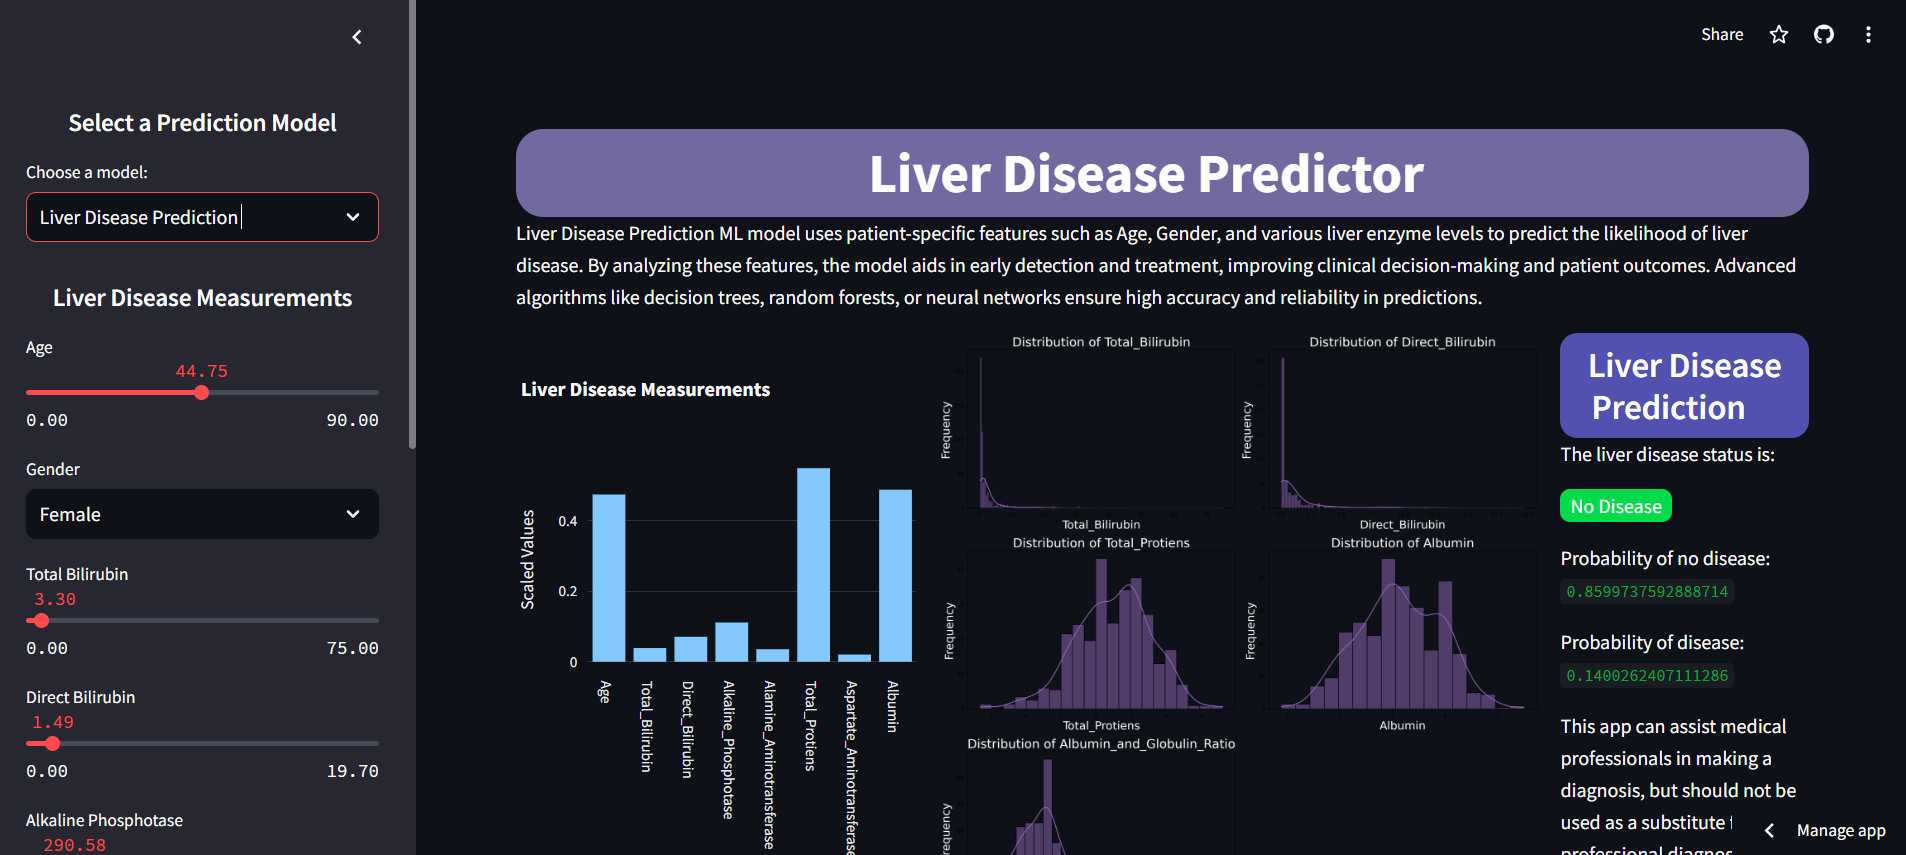 Share
Select a Prediction Model
Choose a model:
Liver Disease Prediction
Liver Disease Measurements
Age
44.75
0.00 90.00
Gender
Female
Total Bilirubin
3.30
0.00 75.00
Direct Bilirubin
1.49
0.00 19.70
Alkaline Phosphotase
290.58
Liver Disease Predictor
Liver Disease Prediction ML model uses patient-specific features such as Age, Gender, and various liver enzyme levels to predict the likelihood of liver
disease. By analyzing these features, the model aids in early detection and treatment, improving clinical decision-making and patient outcomes. Advanced
algorithms like decision trees, random forests, or neural networks ensure high accuracy and reliability in predictions.
Liver Disease Measurements
Scaled Values
0.4
0.2
0
Age
Total_Bilirubin
Direct_Bilirubin
Alkaline_Phosphotase
Alamine_Aminotransferase
Total_Protiens
Aspartate_Aminotransferase
Albumin
Distribution of Total_Bilirubin
Frequency
Total_Bilirubin
Distribution of Direct_Bilirubin
Frequency
Direct_Bilirubin
Distribution of Total_Protiens
Frequency
Total_Protiens
Distribution of Albumin
Frequency
Albumin
Distribution of Albumin_and_Globulin_Ratio
Frequency
Liver Disease
Prediction
The liver disease status is:
No Disease
Probability of no disease:
0.8599737592888714
Probability of disease:
0.1400262407111286
This app can assist medical
professionals in making a
diagnosis, but should not be
used as a substitute
professional
Manage app